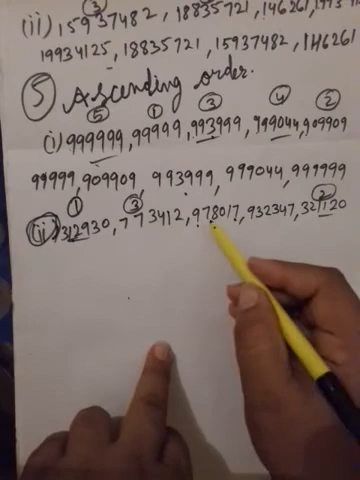 ③
(ii) 15937482, 18835721, 146261,
19934125, 18835721, 15937482, 146261
⑤ Ascending order.
⑤ ① ③ ④ ②
(i) 999999, 99999, 993999, 999044, 909909
99999, 909909, 993999, 999044, 999999
① ③ ②
(ii) 312930, 773412, 978017, 932347, 321120